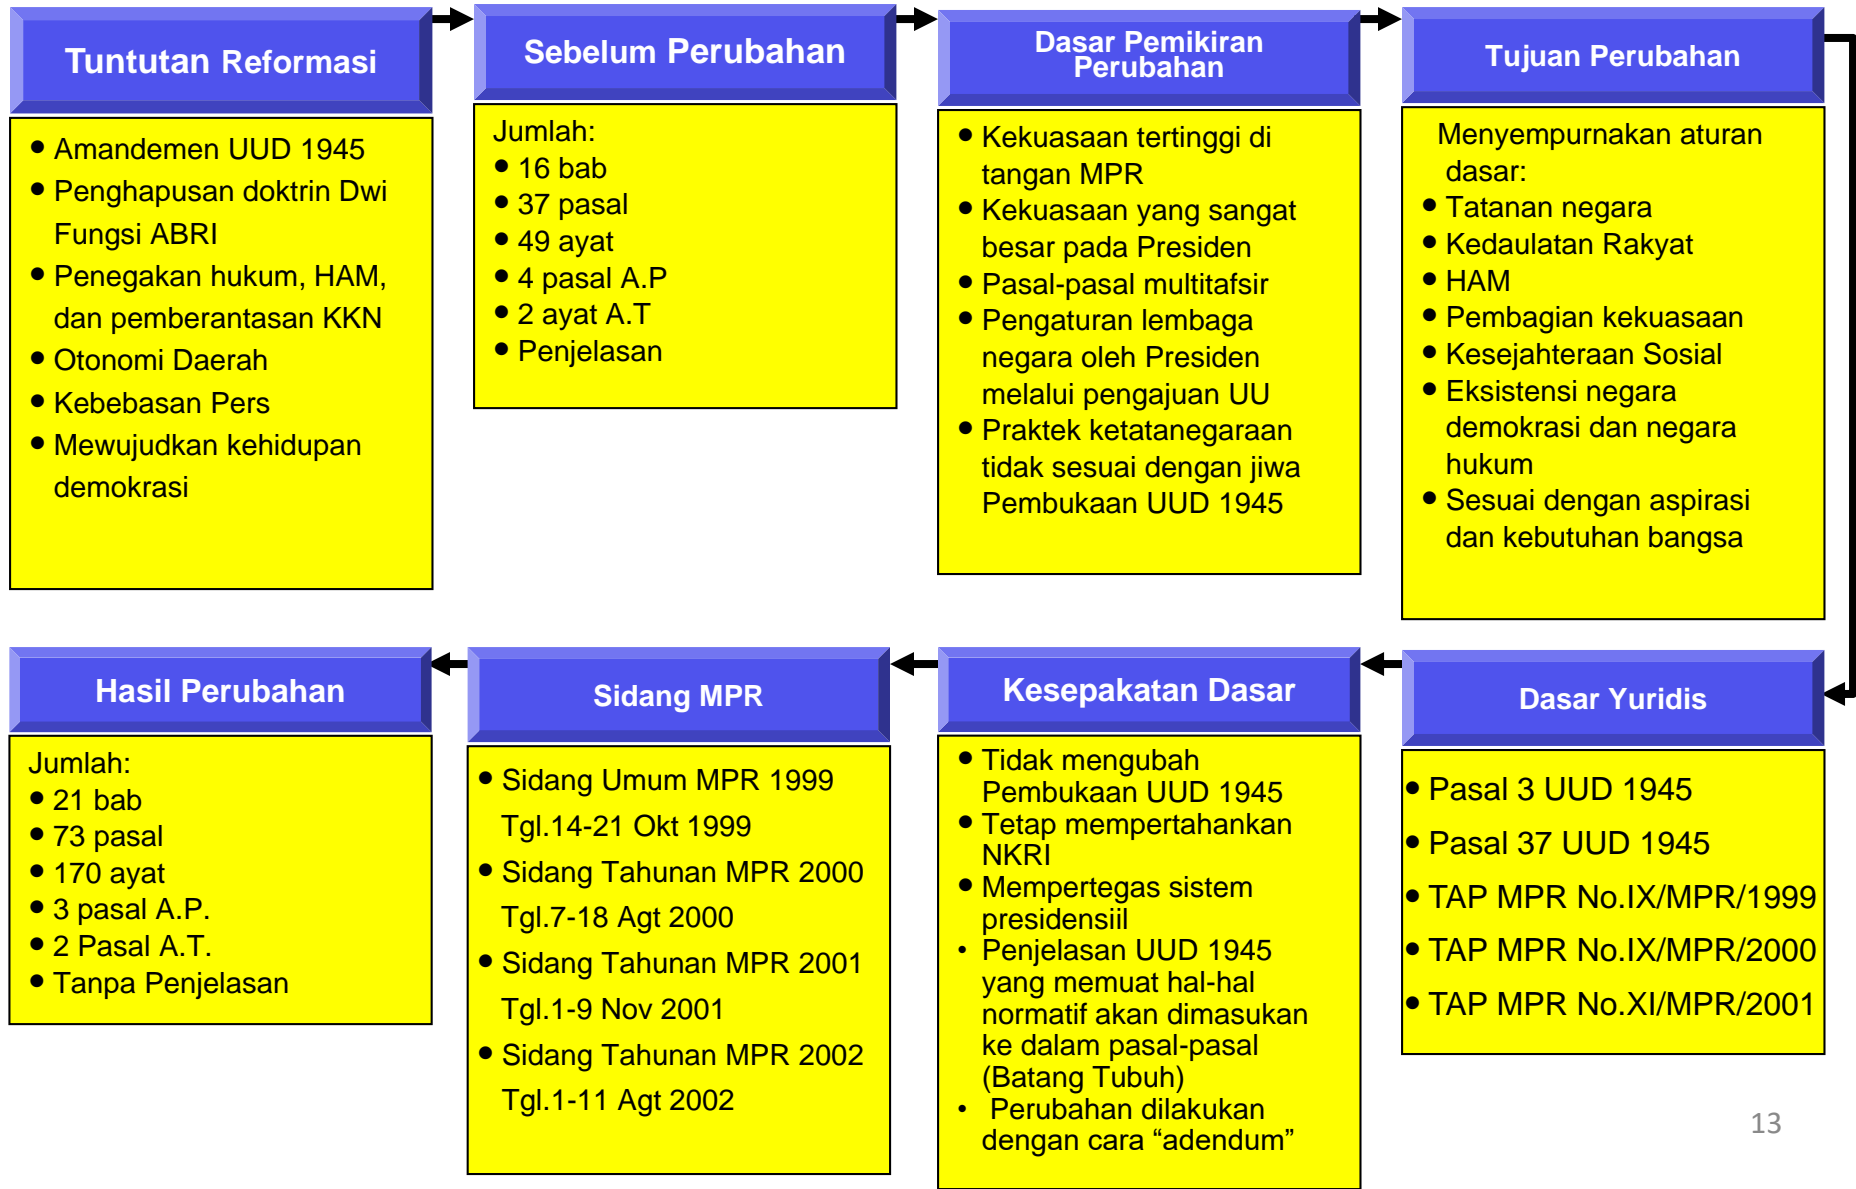 Tuntutan Reformasi
• Amandemen UUD 1945
• Penghapusan doktrin Dwi
Fungsi ABRI
• Penegakan hukum, HAM,
dan pemberantasan KKN
• Otonomi Daerah
• Kebebasan Pers
• Mewujudkan kehidupan
demokrasi
Sebelum Perubahan
Jumlah:
• 16 bab
• 37 pasal
• 49 ayat
• 4 pasal A.P
• 2 ayat A.T
• Penjelasan
Dasar Pemikiran
Perubahan
• Kekuasaan tertinggi di
tangan MPR
• Kekuasaan yang sangat
besar pada Presiden
• Pasal-pasal multitafsir
• Pengaturan lembaga
negara oleh Presiden
melalui pengajuan UU
• Praktek ketatanegaraan
tidak sesuai dengan jiwa
Pembukaan UUD 1945
Tujuan Perubahan
Menyempurnakan aturan
dasar:
• Tatanan negara
• Kedaulatan Rakyat
• HAM
• Pembagian kekuasaan
• Kesejahteraan Sosial
• Eksistensi negara
demokrasi dan negara
hukum
• Sesuai dengan aspirasi
dan kebutuhan bangsa
Dasar Yuridis
• Pasal 3 UUD 1945
• Pasal 37 UUD 1945
• TAP MPR No.IX/MPR/1999
• TAP MPR No.IX/MPR/2000
• TAP MPR No.XI/MPR/2001
Kesepakatan Dasar
• Tidak mengubah
Pembukaan UUD 1945
• Tetap mempertahankan
NKRI
• Mempertegas sistem
presidensiil
• Penjelasan UUD 1945
yang memuat hal-hal
normatif akan dimasukan
ke dalam pasal-pasal
(Batang Tubuh)
• Perubahan dilakukan
dengan cara “adendum”
Sidang MPR
• Sidang Umum MPR 1999
Tgl.14-21 Okt 1999
• Sidang Tahunan MPR 2000
Tgl.7-18 Agt 2000
• Sidang Tahunan MPR 2001
Tgl.1-9 Nov 2001
• Sidang Tahunan MPR 2002
Tgl.1-11 Agt 2002
Hasil Perubahan
Jumlah:
• 21 bab
• 73 pasal
• 170 ayat
• 3 pasal A.P.
• 2 Pasal A.T.
• Tanpa Penjelasan
13